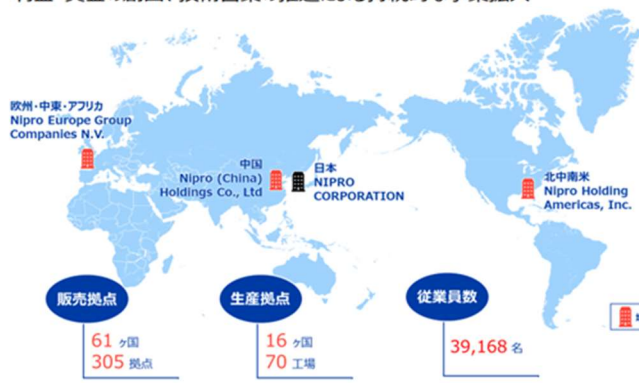 欧州・中東・アフリカ
Nipro Europe Group
Companies N.V.
中国
Nipro (China)
Holdings Co., Ltd
日本
NIPRO
CORPORATION
北中南米
Nipro Holding
Americas, Inc.
販売拠点
61 ヶ国
305 拠点
生産拠点
16 ヶ国
70 工場
従業員数
39,168 名